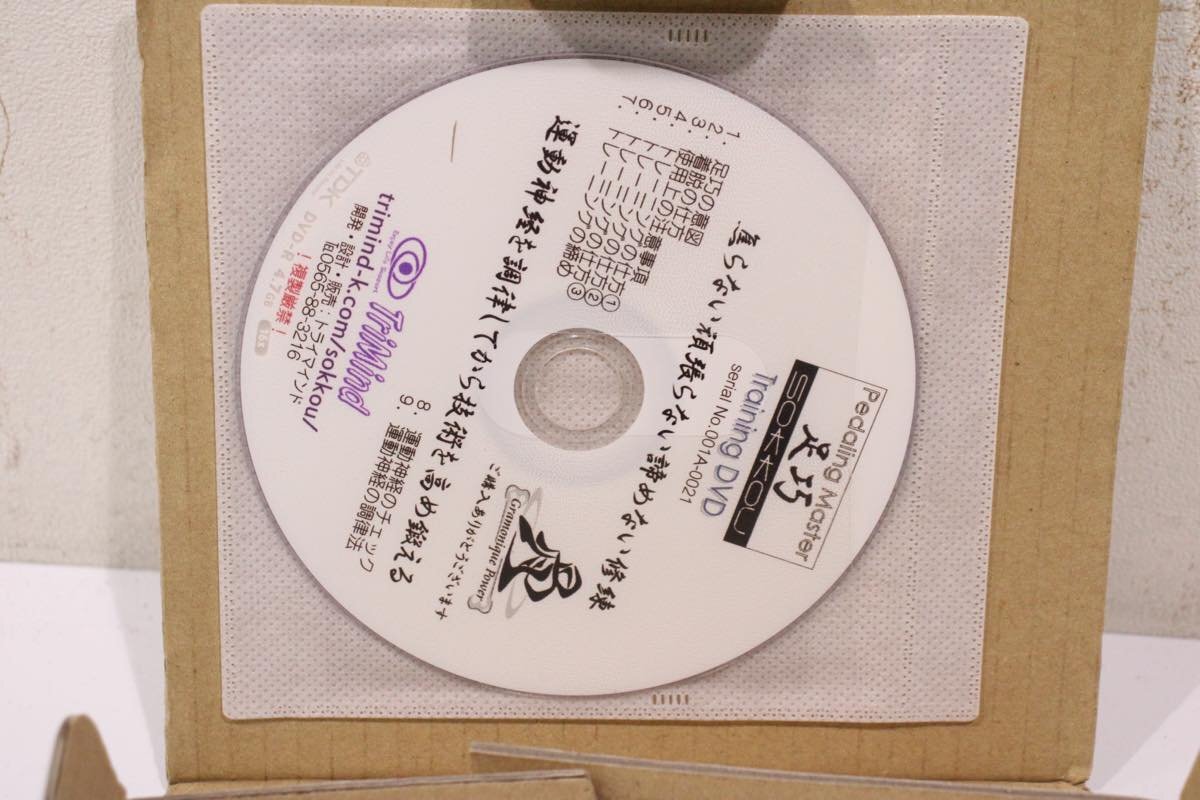 Pedaling Master
足巧
SOKKOU
Training DVD
serial No.001A-0021
焦らない頑張らない諦めない修練
1. 足巧の意図
2. 着脱の仕方
3. 使用上の注意事項
4. トレーニングの仕方①
5. トレーニングの仕方②
6. トレーニングの仕方③
7. トレーニングの締め
運動神経を調律してから技術を高め鍛える
8. 運動神経のチェック
9. 運動神経の調律法
Gramonsique Power
ご購入ありがとうございます
Trimind
trimind-k.com/sokkou/
開発・設計・販売:トライマインド
Tel0565-88-3216
!複製厳禁!
TDK DVD-R 4.7GB 16x